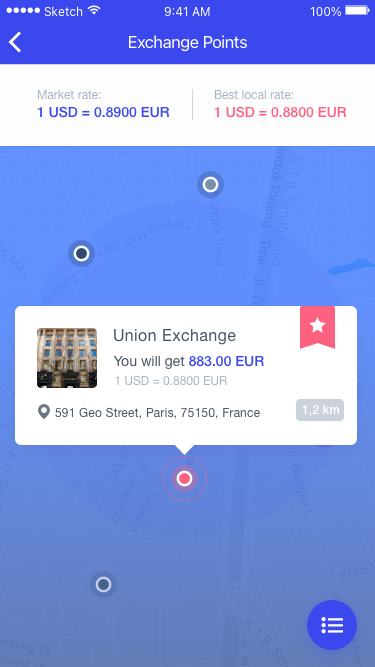 Sketch 9:41 AM 100%
Exchange Points
Market rate: Best local rate:
1 USD = 0.8900 EUR 1 USD = 0.8800 EUR
Union Exchange
You will get 883.00 EUR
1 USD = 0.8800 EUR
591 Geo Street, Paris, 75150, France 1,2 km